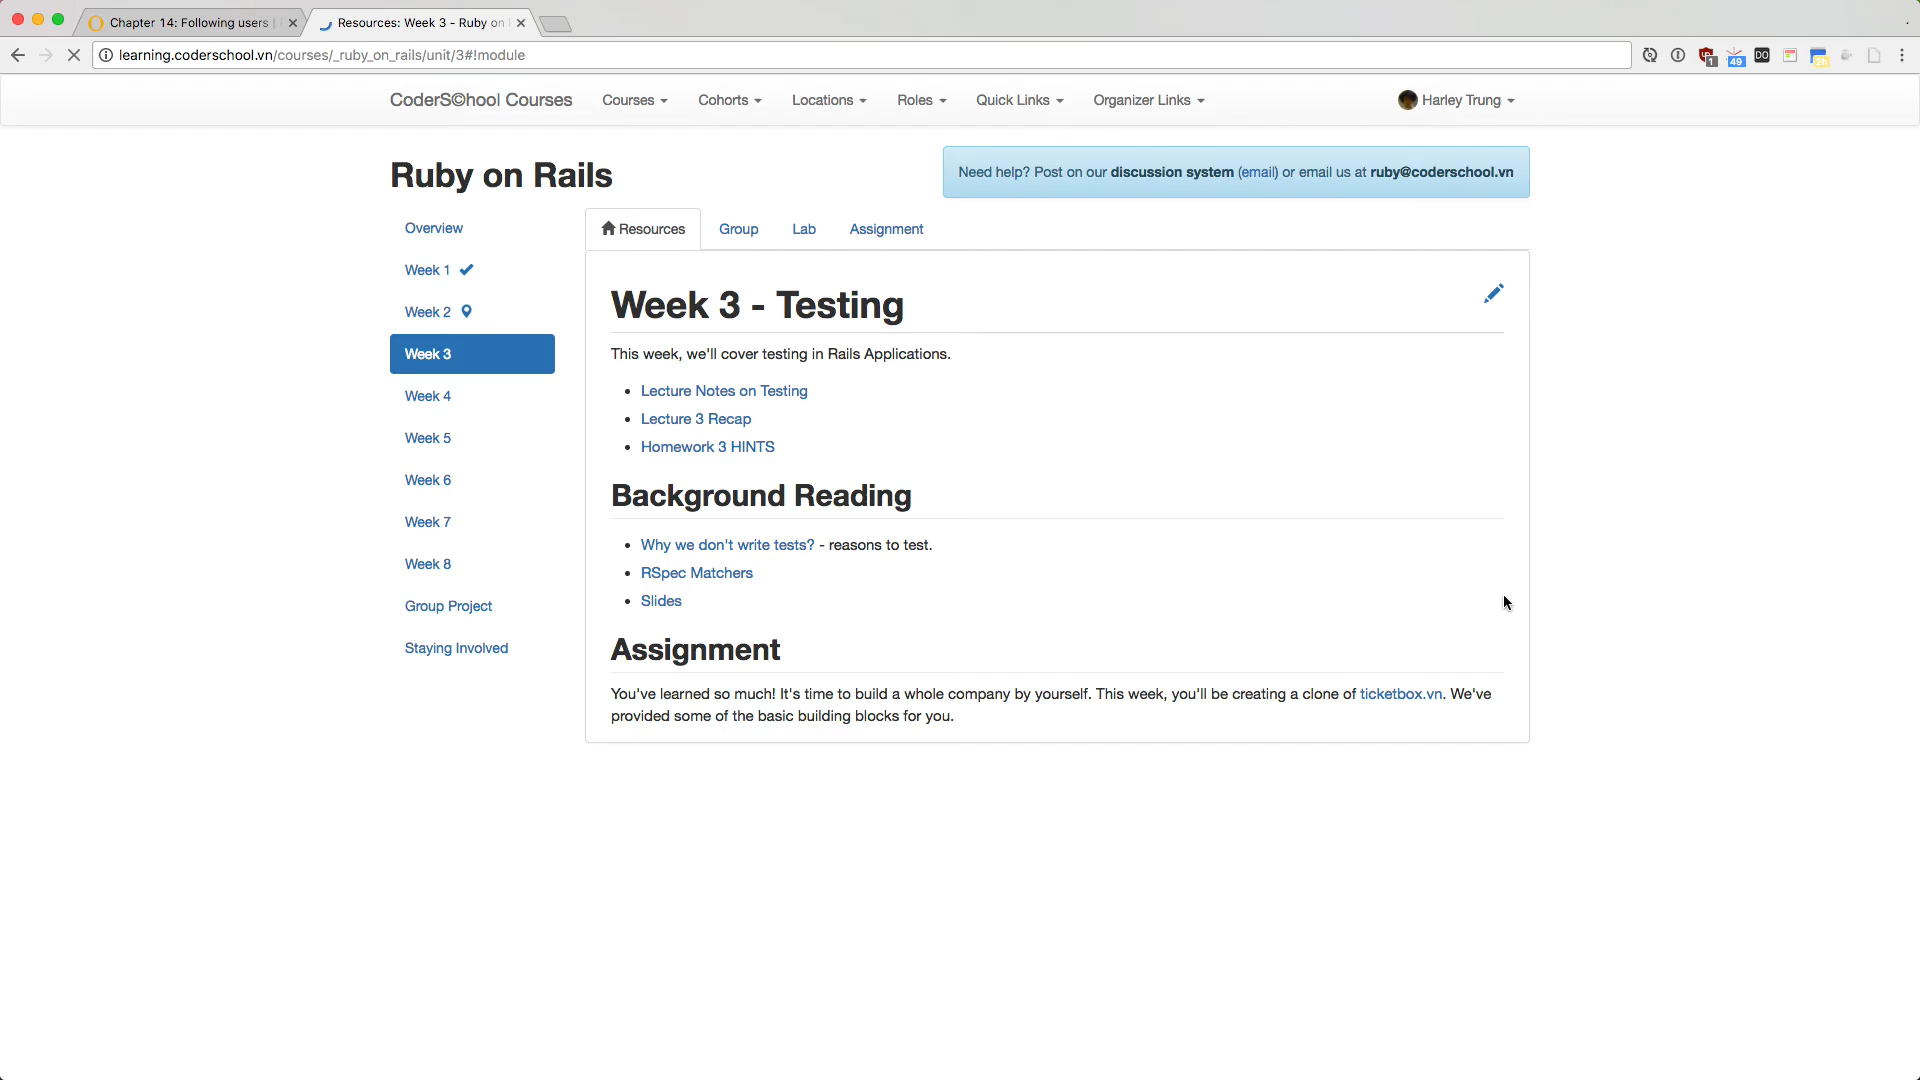 Chapter 14: Following users |
Resources: Week 3 - Ruby on
learning.coderschool.vn/courses/_ruby_on_rails/unit/3#!module
1
49
DO
CoderS©hool Courses
Courses
Cohorts
Locations
Roles
Quick Links
Organizer Links
Harley Trung
Ruby on Rails
Need help? Post on our discussion system (email) or email us at ruby@coderschool.vn
Overview
Week 1
Week 2
Week 3
Week 4
Week 5
Week 6
Week 7
Week 8
Group Project
Staying Involved
Resources
Group
Lab
Assignment
Week 3 - Testing
This week, we'll cover testing in Rails Applications.
Lecture Notes on Testing
Lecture 3 Recap
Homework 3 HINTS
Background Reading
Why we don't write tests? - reasons to test.
RSpec Matchers
Slides
Assignment
You've learned so much! It's time to build a whole company by yourself. This week, you'll be creating a clone of ticketbox.vn. We've
provided some of the basic building blocks for you.